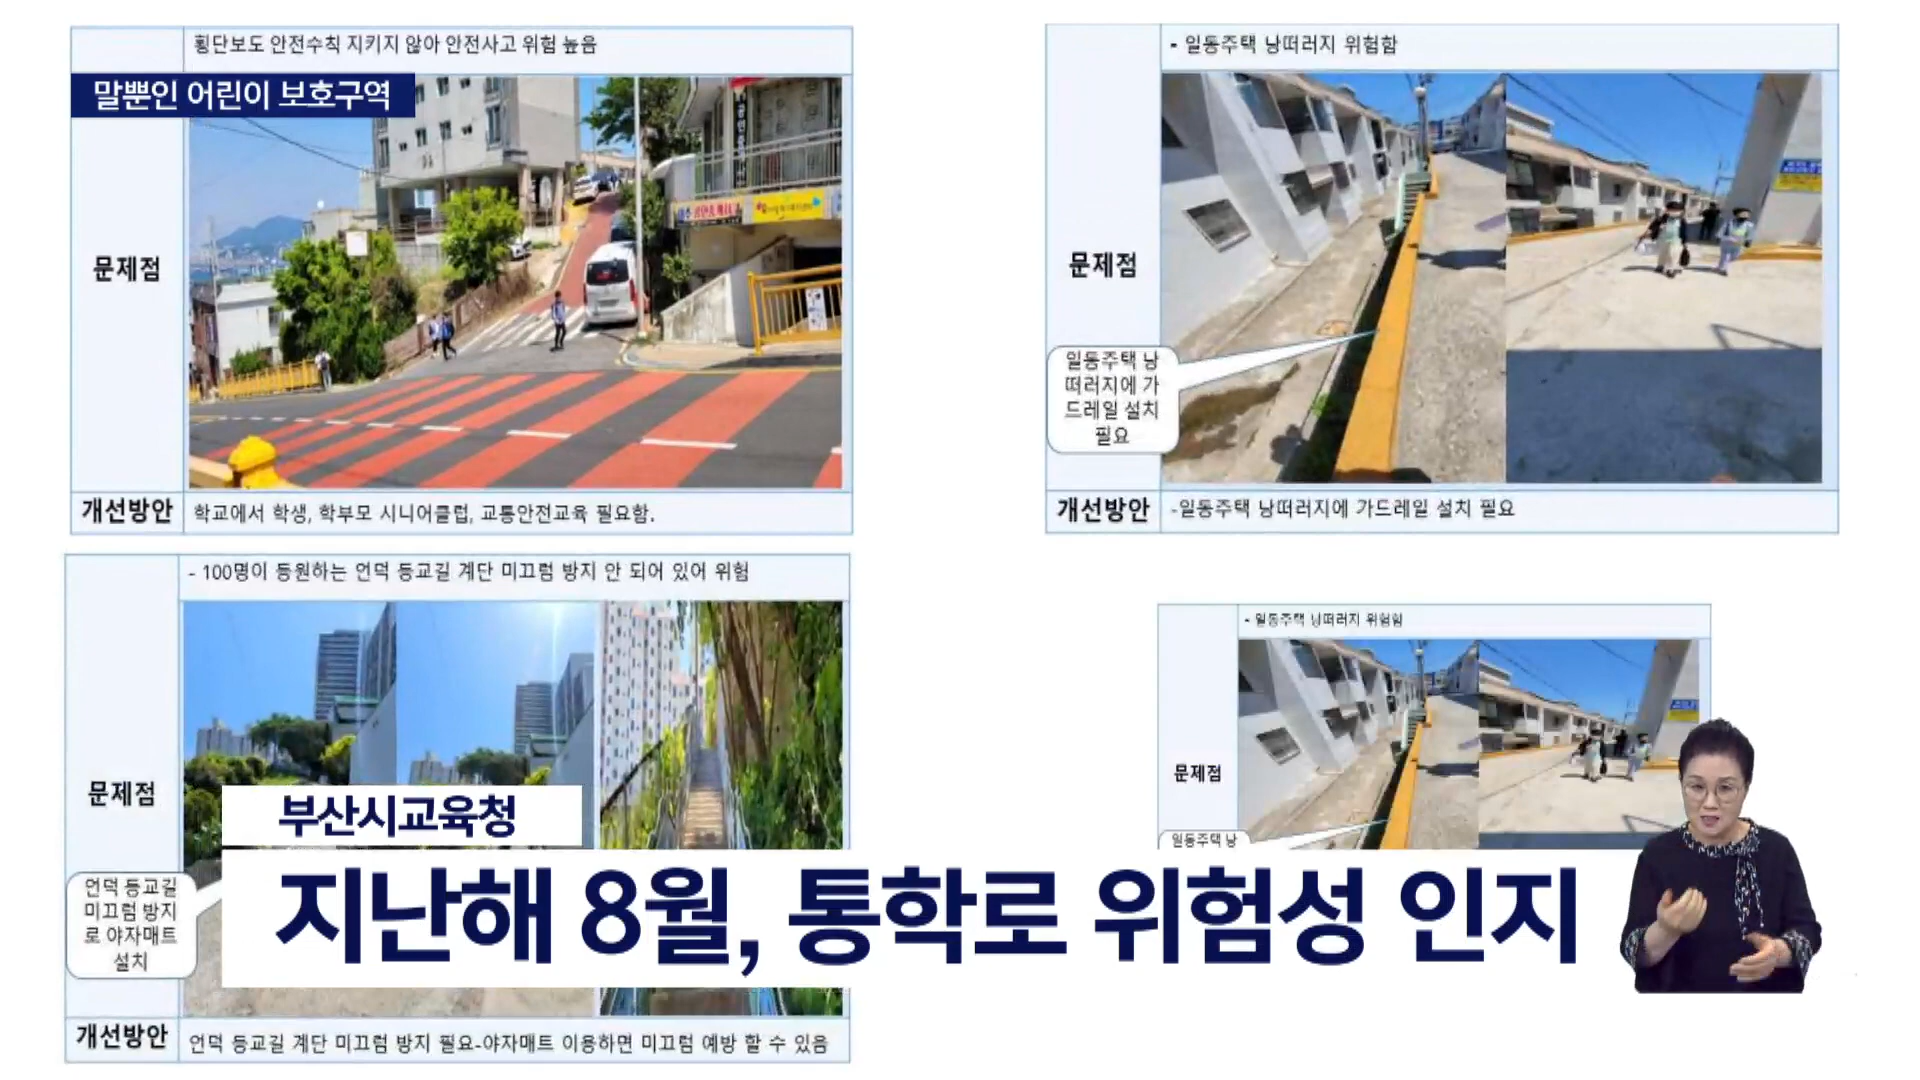 횡단보도 안전수칙 지키지 않아 안전사고 위험 높음
말뿐인 어린이 보호구역
문제점
개선방안
학교에서 학생, 학부모 시니어클럽, 교통안전교육 필요함.
- 일동주택 낭떠러지 위험함
문제점
일동주택 낭
떠러지에 가
드레일 설치
필요
개선방안
-일동주택 낭떠러지에 가드레일 설치 필요
- 100명이 등원하는 언덕 등교길 계단 미끄럼 방지 안 되어 있어 위험
문제점
언덕 등교길
미끄럼 방지
로 야자매트
설치
개선방안
언덕 등교길 계단 미끄럼 방지 필요-야자매트 이용하면 미끄럼 예방 할 수 있음
- 일동주택 낭떠러지 위험함
문제점
일동주택 낭
부산시교육청
지난해 8월, 통학로 위험성 인지